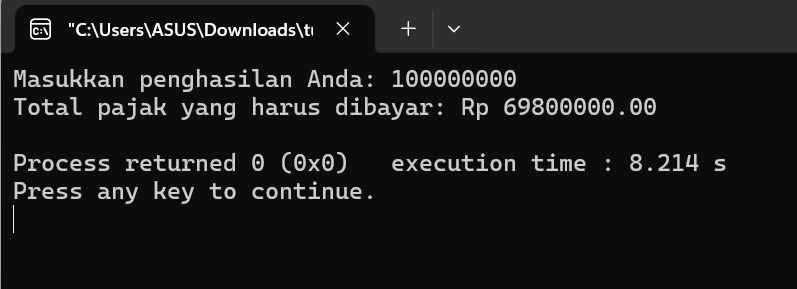 "C:\Users\ASUS\Downloads\tu
Masukkan penghasilan Anda: 100000000
Total pajak yang harus dibayar: Rp 69800000.00
Process returned 0 (0x0)   execution time : 8.214 s
Press any key to continue.